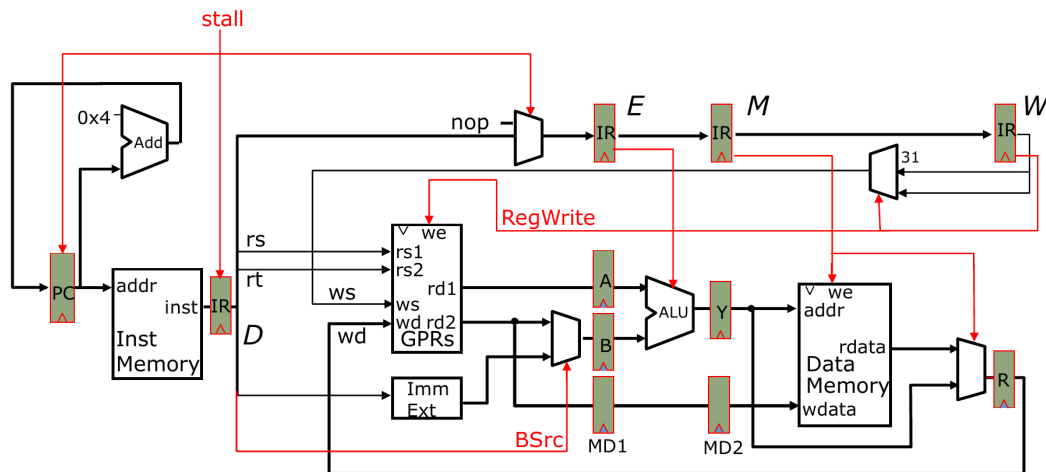 stall
E
M
W
0x4
Add
nop
IR
IR
IR
31
we
RegWrite
rs
rs1
rt
rs2
rd1
A
we
PC
addr
inst
IR
ws
ws
ALU
Y
addr
D
wd
wd rd2
GPRs
B
rdata
Inst
Memory
Data
Memory
R
Imm
Ext
wdata
BSrc
MD1
MD2